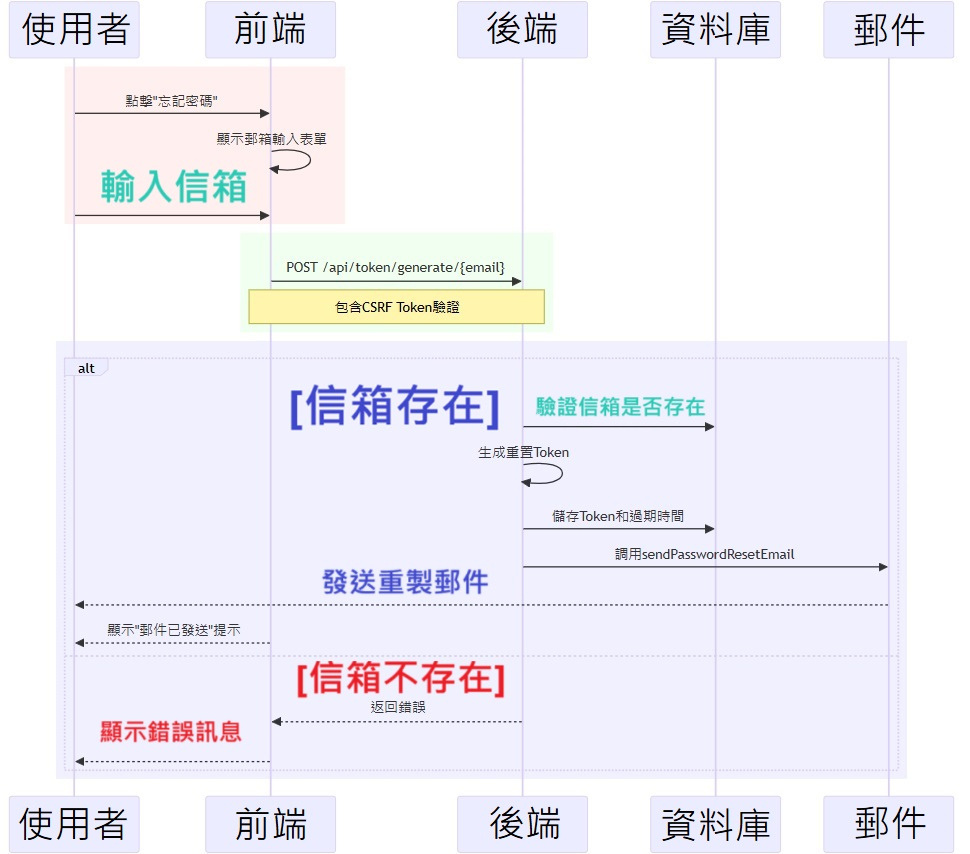 使用者
前端
後端
資料庫
郵件
點擊"忘記密碼"
顯示郵箱輸入表單
輸入信箱
POST /api/token/generate/{email}
包含CSRF Token驗證
alt
[信箱存在]
驗證信箱是否存在
生成重置Token
儲存Token和過期時間
調用sendPasswordResetEmail
發送重製郵件
顯示"郵件已發送"提示
[信箱不存在]
返回錯誤
顯示錯誤訊息
使用者
前端
後端
資料庫
郵件